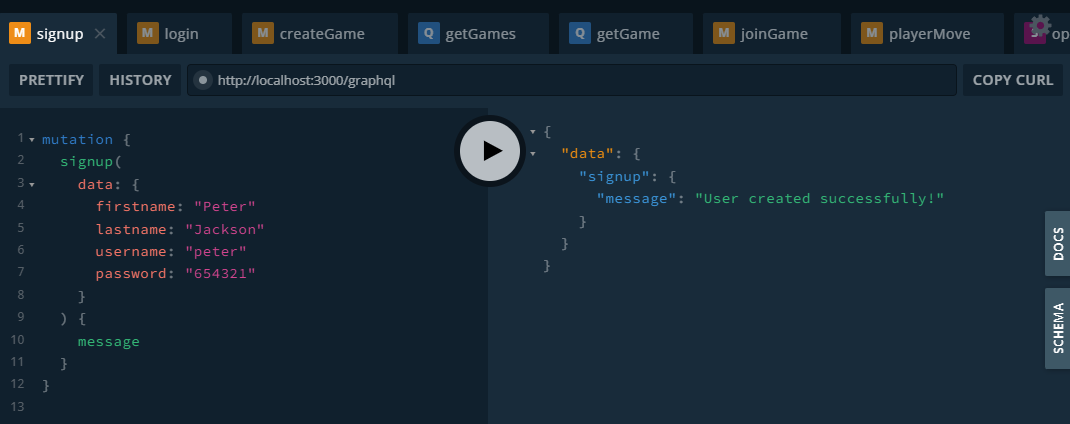 M signup × M login M createGame Q getGames Q getGame M joinGame M playerMove S op
PRETTIFY HISTORY http://localhost:3000/graphql COPY CURL
1 mutation {
2 signup(
3 data: {
4 firstname: "Peter"
5 lastname: "Jackson"
6 username: "peter"
7 password: "654321"
8 }
9 ) {
10 message
11 }
12 }
13
{
"data": {
"signup": {
"message": "User created successfully!"
}
}
}
DOCS
SCHEMA